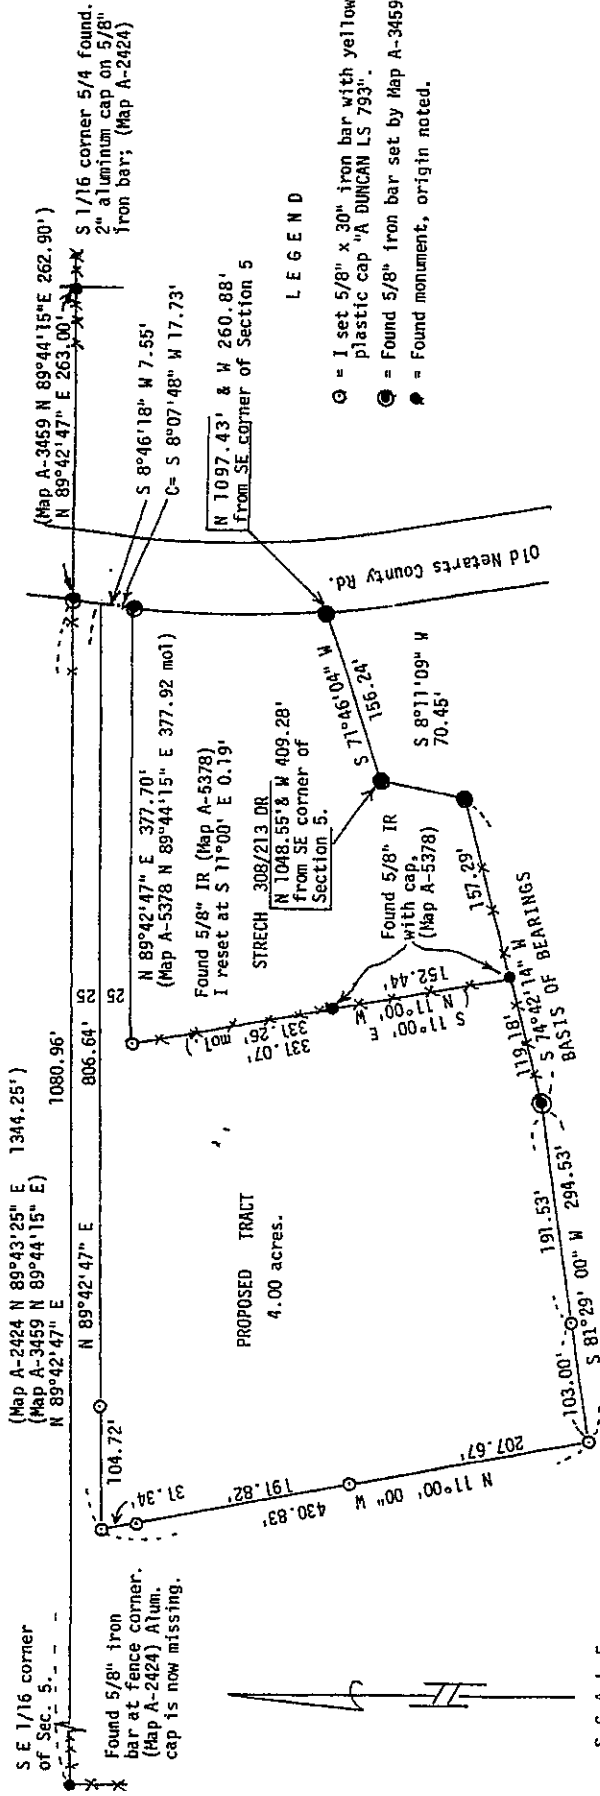 S E 1/16 corner
of Sec. 5.
(Map A-2424 N 89°43'25" E 1344.25')
(Map A-3459 N 89°44'15" E)
N 89°42'47" E 1080.96'
(Map A-3459 N 89°44'15"E 262.90')
N 89°42'47" E 263.00'
S 1/16 corner 5/4 found.
2" aluminum cap on 5/8"
iron bar; (Map A-2424)
N 89°42'47" E 806.64'
25
25
104.72'
31.34'
Found 5/8" iron
bar at fence corner.
(Map A-2424) Alum.
cap is now missing.
191.82'
430.83'
N 11°00' 00" W
207.67'
S 8°46'18" W 7.55'
C= S 8°07'48" W 17.73'
N 89°42'47" E 377.70'
(Map A-5378 N 89°44'15" E 377.92 mol)
Found 5/8" IR (Map A-5378)
I reset at S 11°00' E 0.19'
STRECH 308/213 DR
N 1048.55'& W 409.28'
from SE corner of
Section 5.
N 1097.43' & W 260.88'
from SE corner of Section 5
Old Netarts County Rd.
331.07'
331.26' mol.)
S 11°00' E
( N 11°00' W
152.44'
Found 5/8" IR
with cap,
(Map A-5378)
S 71°46'04" W
156.24'
S 8°11'09" W
70.45'
PROPOSED TRACT
4.00 acres.
157.29'
119.18'
S 74°42'14" W
BASIS OF BEARINGS
191.53'
294.53'
103.00'
S 81°29' 00" W
LEGEND
= I set 5/8" x 30" iron bar with yellow
plastic cap "A DUNCAN LS 793".
= Found 5/8" iron bar set by Map A-3459
= Found monument, origin noted.
N
SCALE